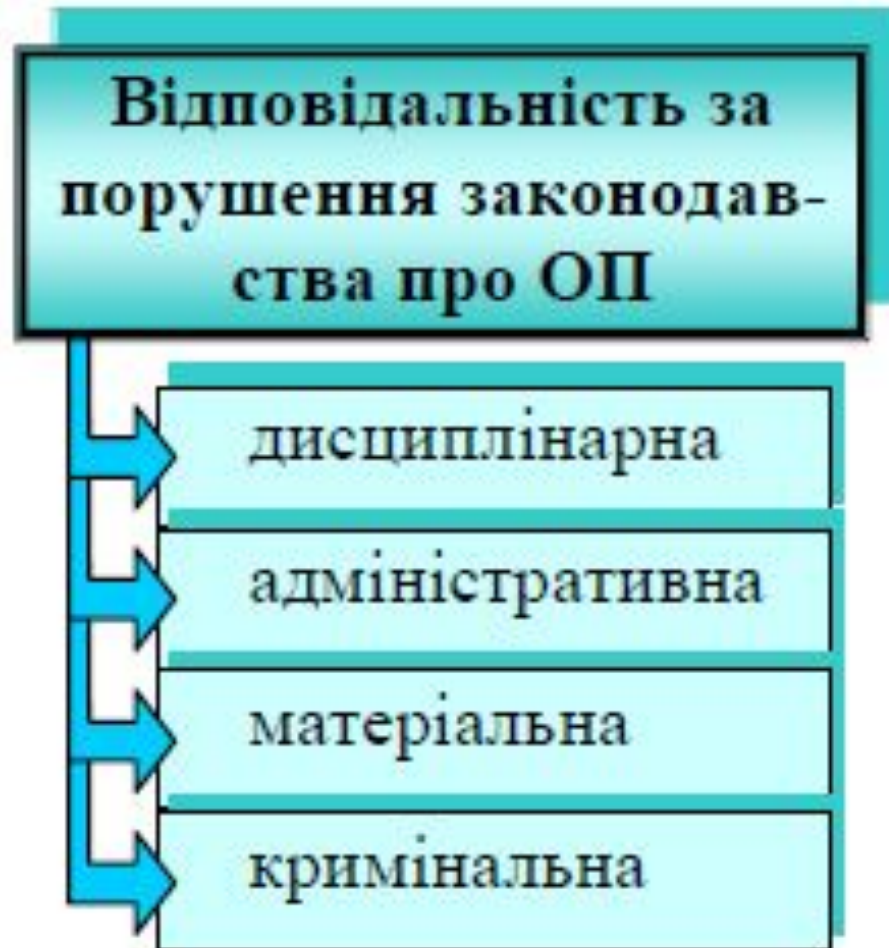 Відповідальність за
порушення законодав-
ства про ОП
дисциплінарна
адміністративна
матеріальна
кримінальна